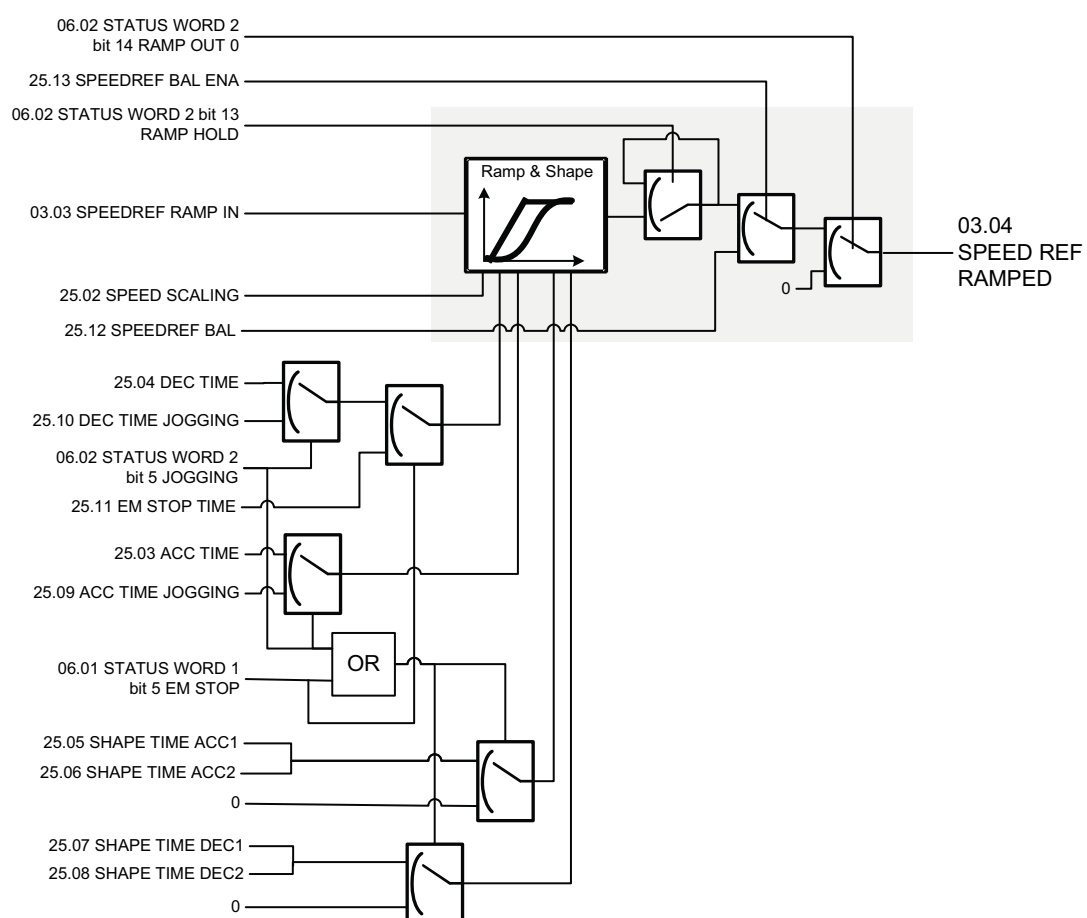 06.02 STATUS WORD 2
bit 14 RAMP OUT 0
25.13 SPEEDREF BAL ENA
06.02 STATUS WORD 2 bit 13
RAMP HOLD
Ramp & Shape
03.03 SPEEDREF RAMP IN
03.04
SPEED REF
RAMPED
0
25.02 SPEED SCALING
25.12 SPEEDREF BAL
25.04 DEC TIME
25.10 DEC TIME JOGGING
06.02 STATUS WORD 2
bit 5 JOGGING
25.11 EM STOP TIME
25.03 ACC TIME
25.09 ACC TIME JOGGING
OR
06.01 STATUS WORD 1
bit 5 EM STOP
25.05 SHAPE TIME ACC1
25.06 SHAPE TIME ACC2
0
25.07 SHAPE TIME DEC1
25.08 SHAPE TIME DEC2
0